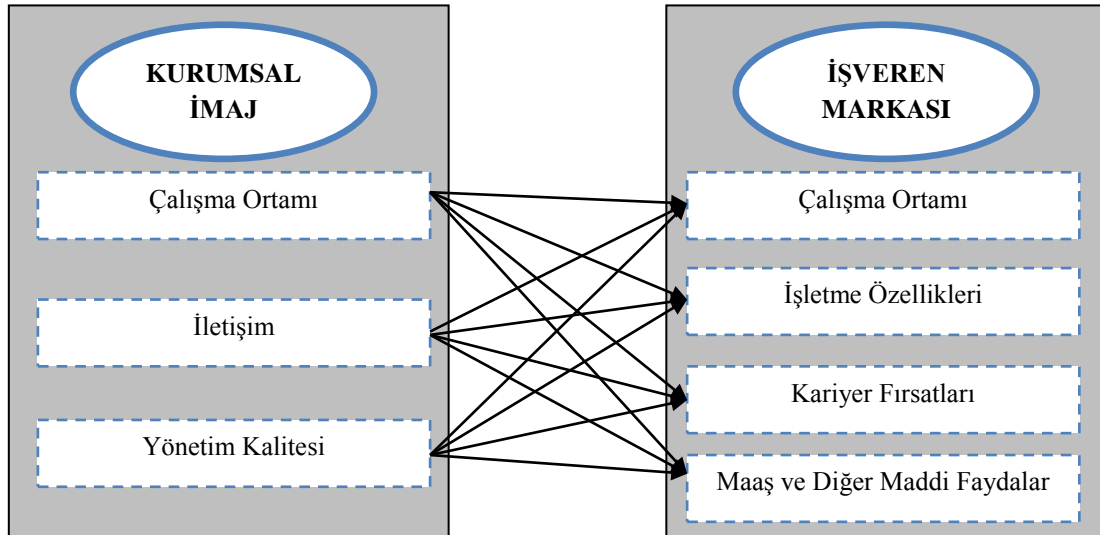 KURUMSAL
İMAJ
Çalışma Ortamı
İletişim
Yönetim Kalitesi
İŞVEREN
MARKASI
Çalışma Ortamı
İşletme Özellikleri
Kariyer Fırsatları
Maaş ve Diğer Maddi Faydalar